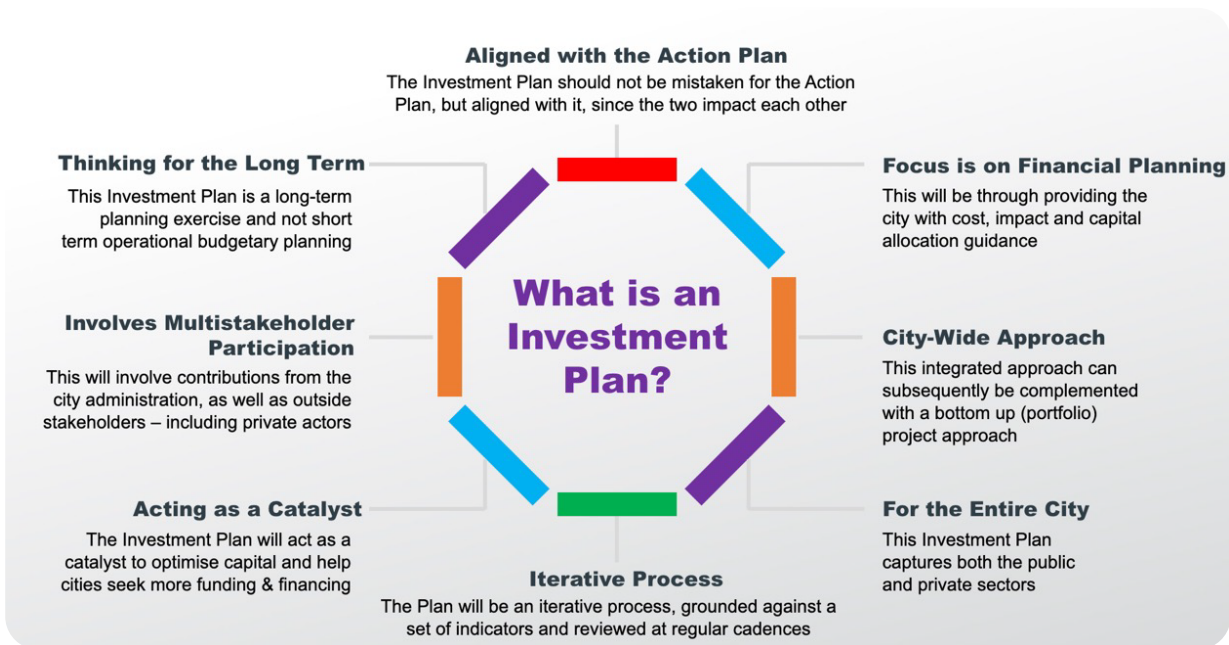 Aligned with the Action Plan
The Investment Plan should not be mistaken for the Action
Plan, but aligned with it, since the two impact each other
Thinking for the Long Term
This Investment Plan is a long-term
planning exercise and not short
term operational budgetary planning
Focus is on Financial Planning
This will be through providing the
city with cost, impact and capital
allocation guidance
What is an
Investment
Plan?
Involves Multistakeholder
Participation
This will involve contributions from the
city administration, as well as outside
stakeholders – including private actors
City-Wide Approach
This integrated approach can
subsequently be complemented
with a bottom up (portfolio)
project approach
Acting as a Catalyst
The Investment Plan will act as a
catalyst to optimise capital and help
cities seek more funding & financing
For the Entire City
This Investment Plan
captures both the public
and private sectors
Iterative Process
The Plan will be an iterative process, grounded against a
set of indicators and reviewed at regular cadences